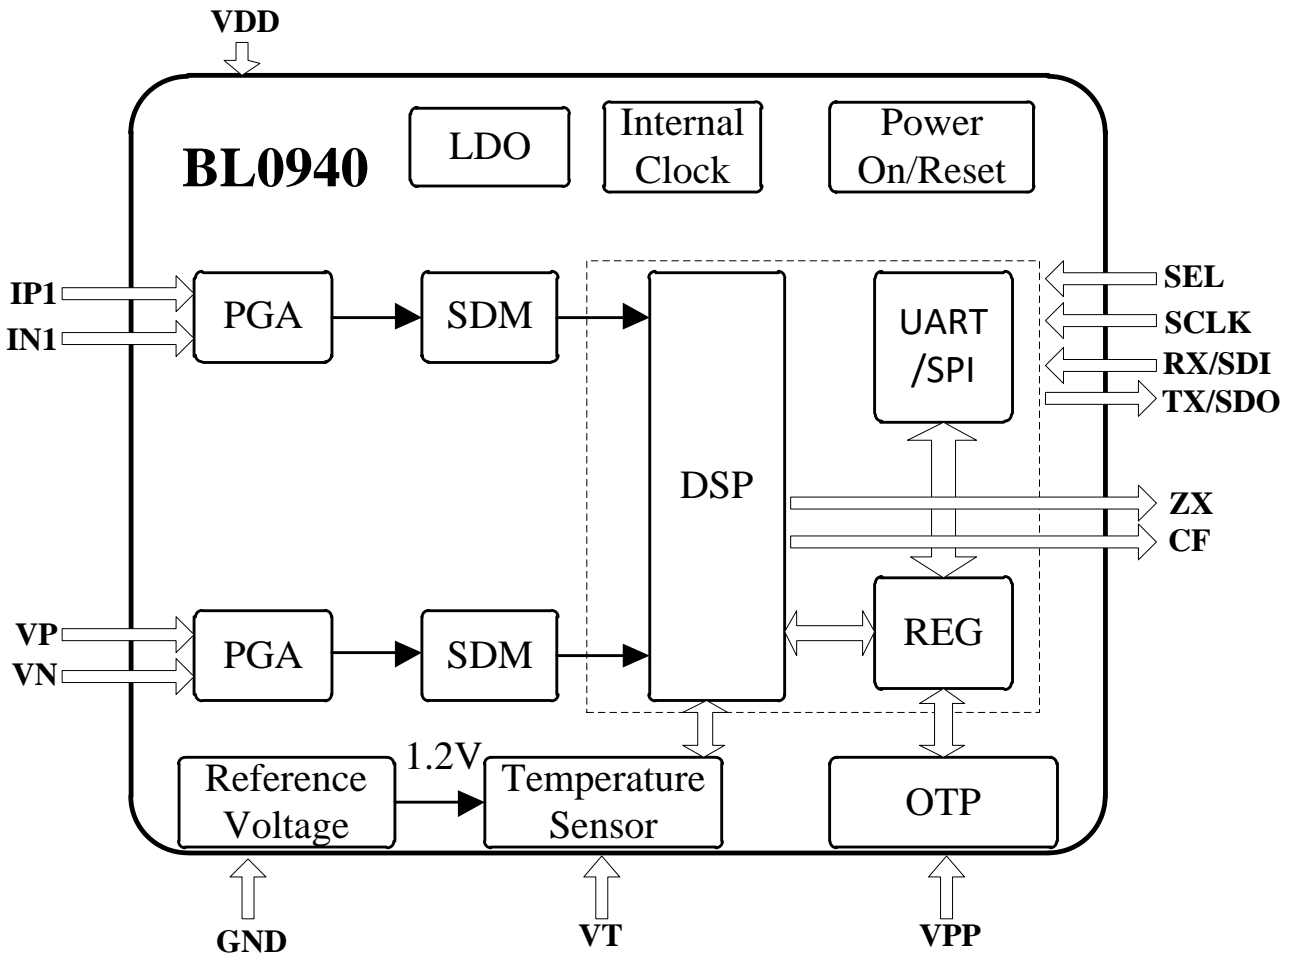 VDD
BL0940
LDO
Internal
Clock
Power
On/Reset
IP1
IN1
PGA
SDM
UART
/SPI
SEL
SCLK
RX/SDI
TX/SDO
DSP
ZX
CF
VP
VN
PGA
SDM
REG
Reference
Voltage
1.2V
Temperature
Sensor
OTP
GND
VT
VPP